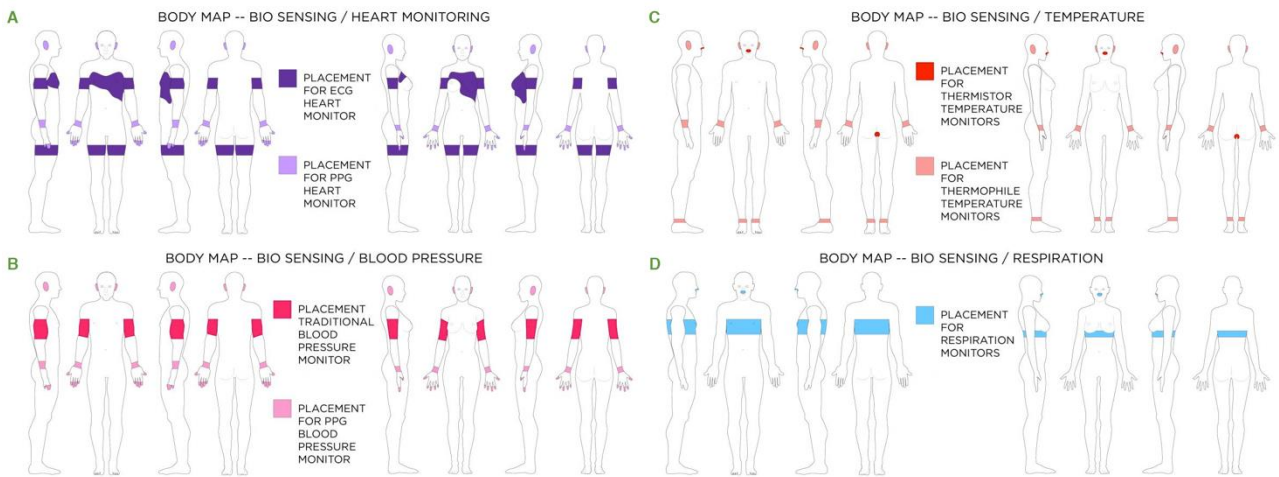 A
BODY MAP -- BIO SENSING / HEART MONITORING
PLACEMENT
FOR ECG
HEART
MONITOR
PLACEMENT
FOR PPG
HEART
MONITOR
B
BODY MAP -- BIO SENSING / BLOOD PRESSURE
PLACEMENT
TRADITIONAL
BLOOD
PRESSURE
MONITOR
PLACEMENT
FOR PPG
BLOOD
PRESSURE
MONITOR
C
BODY MAP -- BIO SENSING / TEMPERATURE
PLACEMENT
FOR
THERMISTOR
TEMPERATURE
MONITORS
PLACEMENT
FOR
THERMOPHILE
TEMPERATURE
MONITORS
D
BODY MAP -- BIO SENSING / RESPIRATION
PLACEMENT
FOR
RESPIRATION
MONITORS